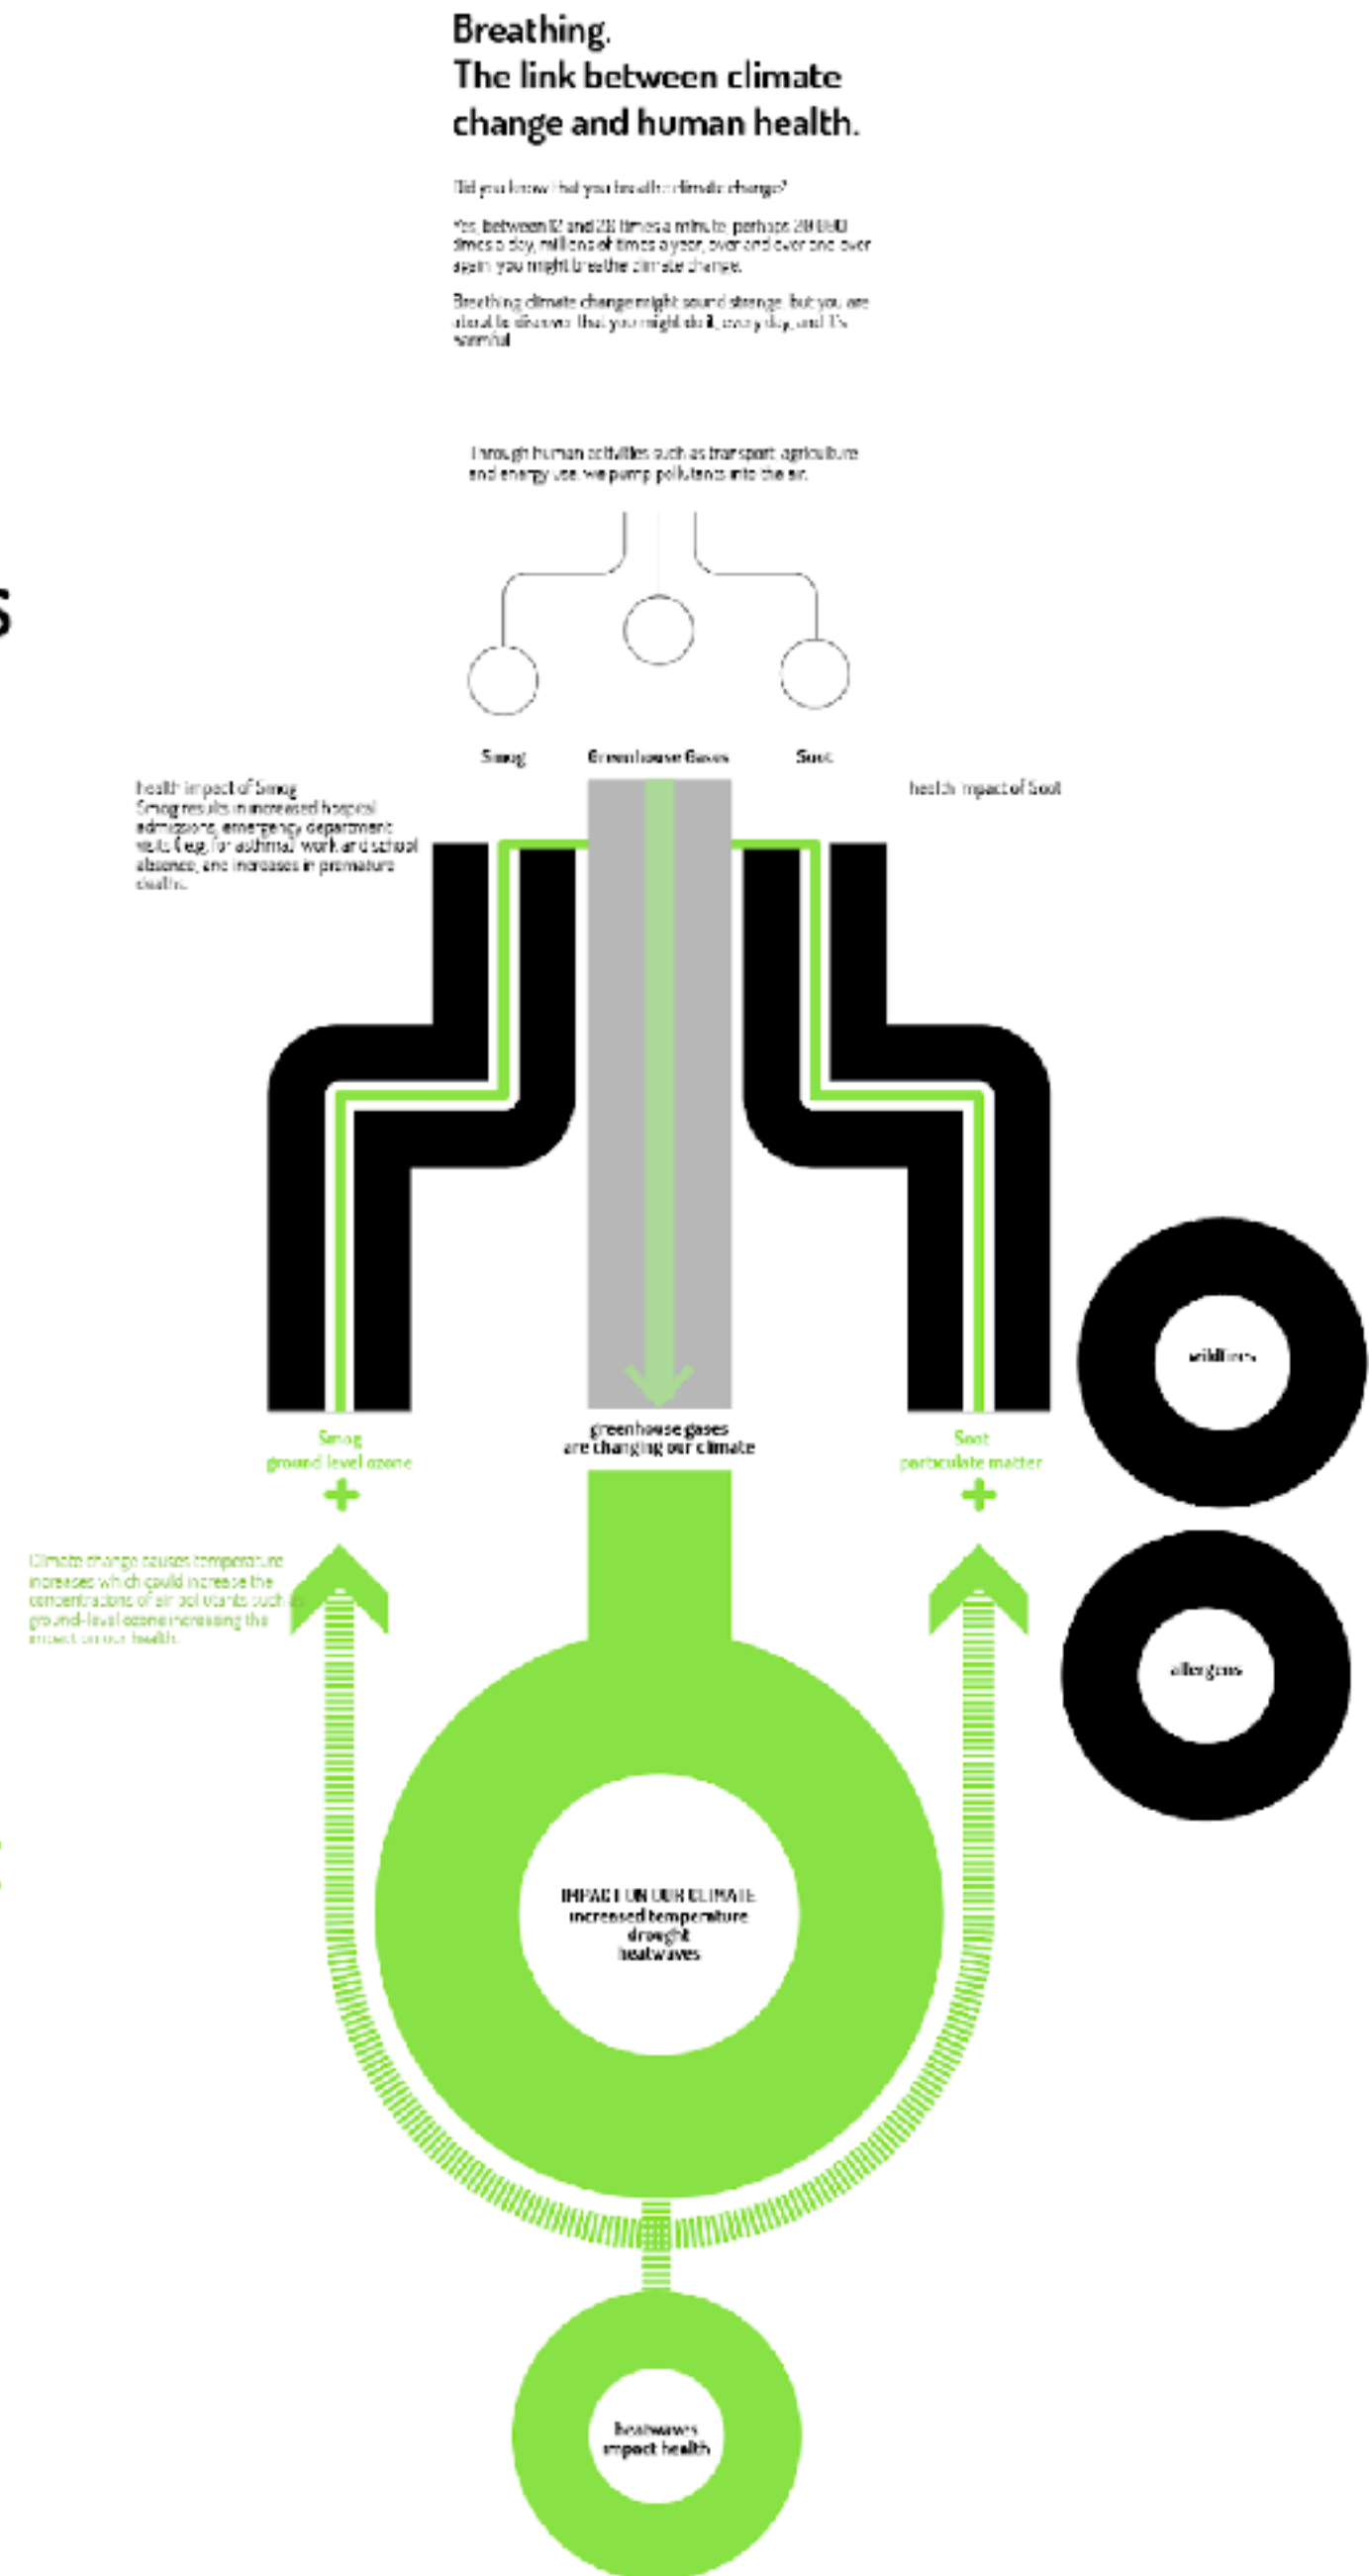 Breathing.
The link between climate
change and human health.
Did you know that you breathe climate change?
Yes, between 12 and 20 times a minute, perhaps
times a day, millions of times a year, over and over and over
again you might breathe climate change.
Breathing climate change might sound strange, but you are
about to discover that you might do it, every day, and it's
harmful
Through human activities such as transport, agriculture
and energy use, we pump pollutants into the air.
Smog
Greenhouse Gases
Soot
health impact of Smog
Smog results in increased hospital
admissions, emergency department
visits (e.g. for asthma) work and school
absence, and increases in premature
deaths.
health impact of Soot
wildfires
greenhouse gases
are changing our climate
Smog
ground level ozone
+
Soot
particulate matter
+
Climate change causes temperature
increases which could increase the
concentrations of air pollutants such as
ground-level ozone increasing the
impact on our health.
allergens
IMPACT ON OUR CLIMATE
increased temperature
drought
heatwaves
heatwaves
impact health